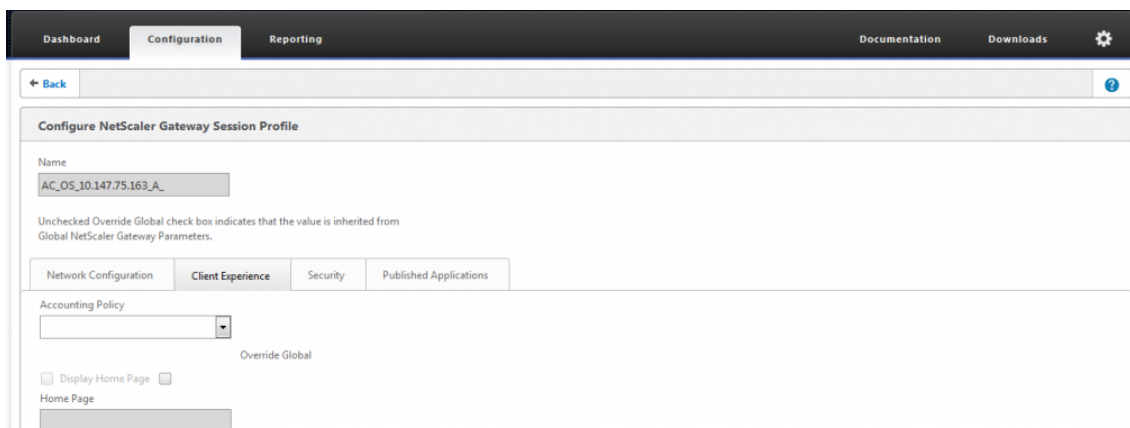 Dashboard Configuration Reporting Documentation Downloads
Back
Configure NetScaler Gateway Session Profile
Name
AC_OS_10.147.75.163_A_
Unchecked Override Global check box indicates that the value is inherited from
Global NetScaler Gateway Parameters.
Network Configuration Client Experience Security Published Applications
Accounting Policy
Override Global
Display Home Page
Home Page